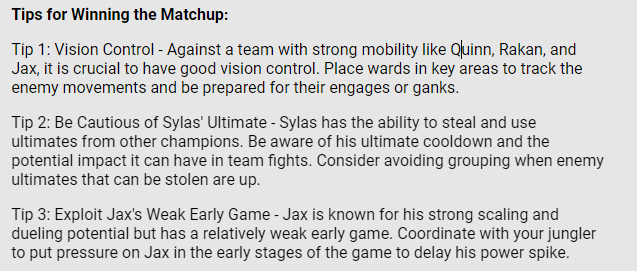 Tips for Winning the Matchup:
Tip 1: Vision Control - Against a team with strong mobility like Quinn, Rakan, and
Jax, it is crucial to have good vision control. Place wards in key areas to track the
enemy movements and be prepared for their engages or ganks.
Tip 2: Be Cautious of Sylas' Ultimate - Sylas has the ability to steal and use
ultimates from other champions. Be aware of his ultimate cooldown and the
potential impact it can have in team fights. Consider avoiding grouping when enemy
ultimates that can be stolen are up.
Tip 3: Exploit Jax's Weak Early Game - Jax is known for his strong scaling and
dueling potential but has a relatively weak early game. Coordinate with your jungler
to put pressure on Jax in the early stages of the game to delay his power spike.